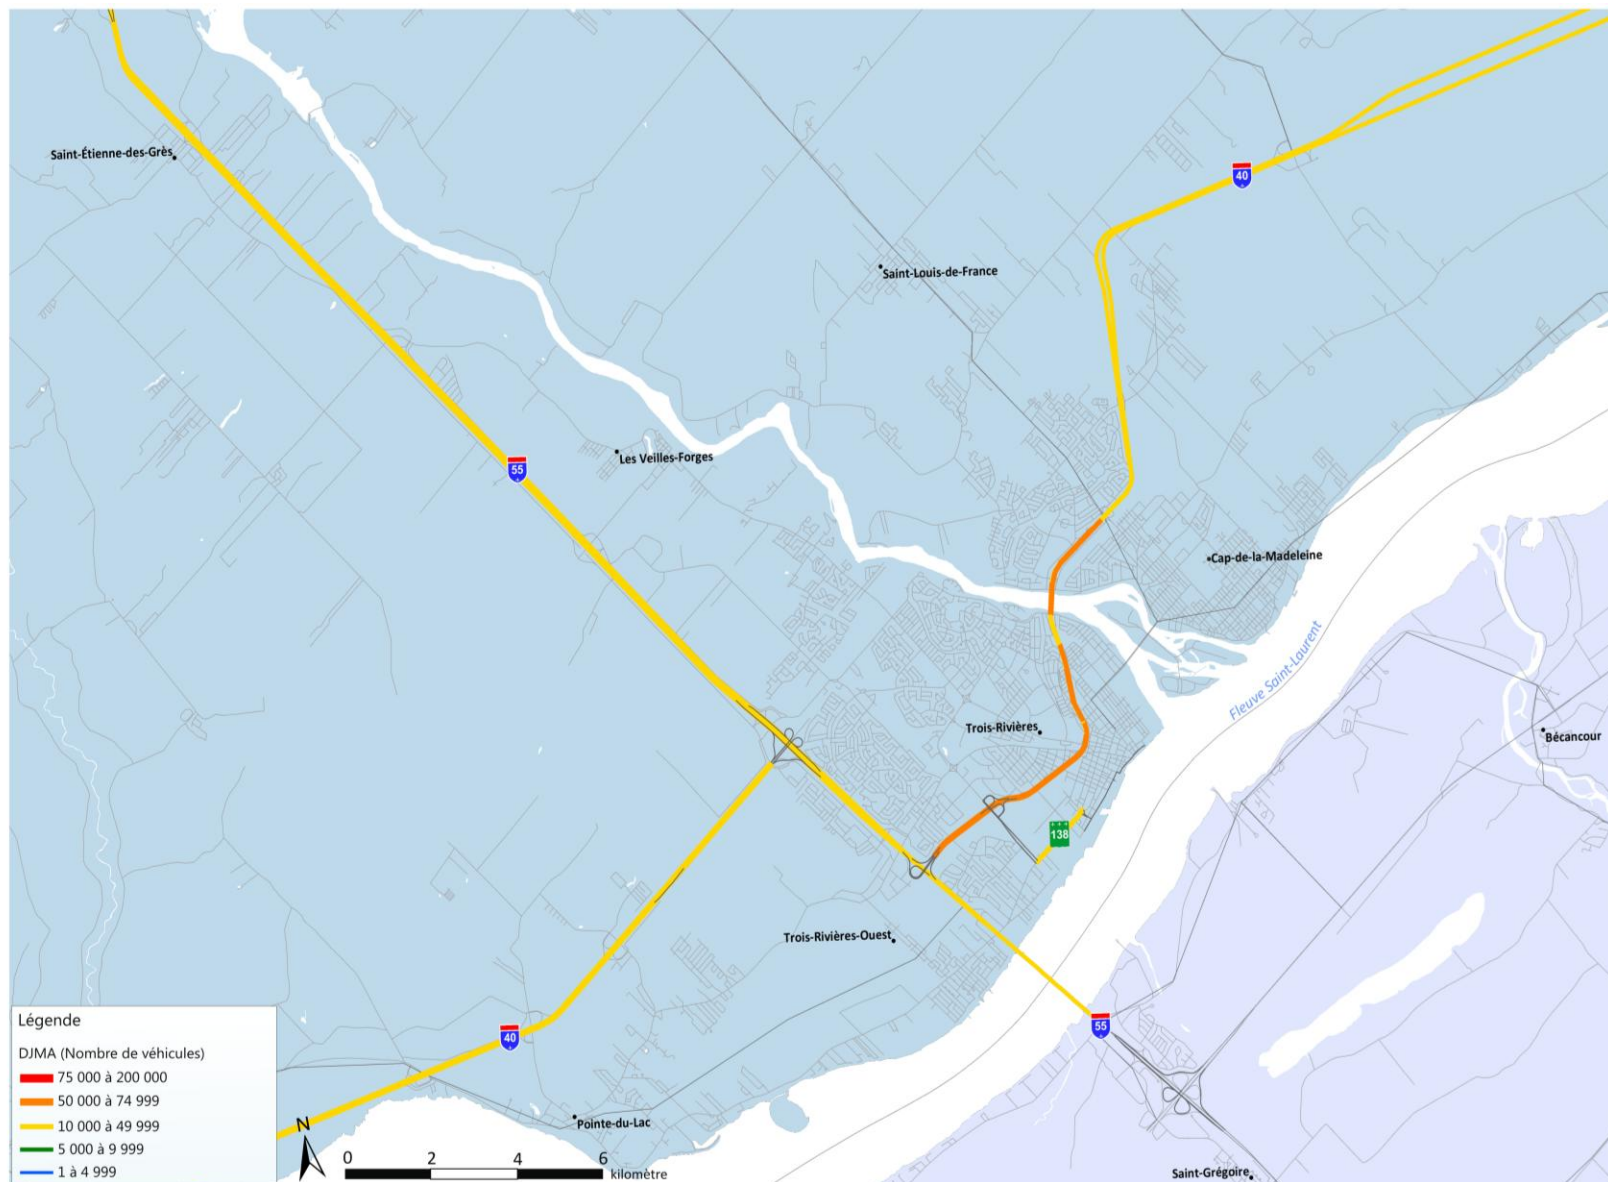 Saint-Étienne-des-Grès
40
Saint-Louis-de-France
Les Veilles-Forges
55
Cap-de-la-Madeleine
Fleuve Saint-Laurent
Trois-Rivières
Bécancour
138
Trois-Rivières-Ouest
55
40
Pointe-du-Lac
Saint-Grégoire
Légende
DJMA (Nombre de véhicules)
75 000 à 200 000
50 000 à 74 999
10 000 à 49 999
5 000 à 9 999
1 à 4 999
N
0 2 4 6
kilomètre